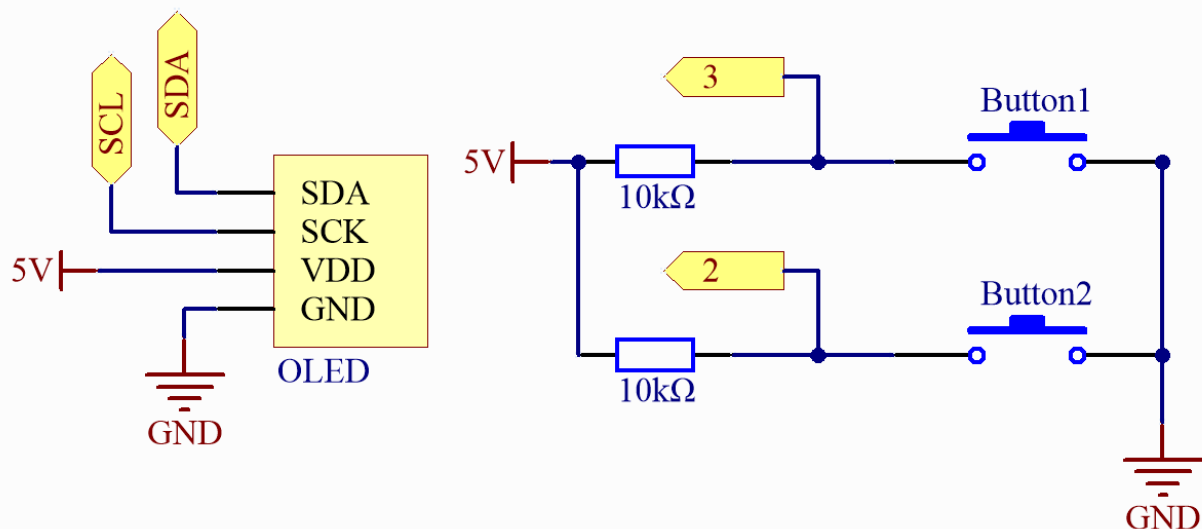 SCL
SDA
SDA
SCK
5V
VDD
GND
OLED
GND
3
Button1
5V
10kΩ
2
Button2
10kΩ
GND